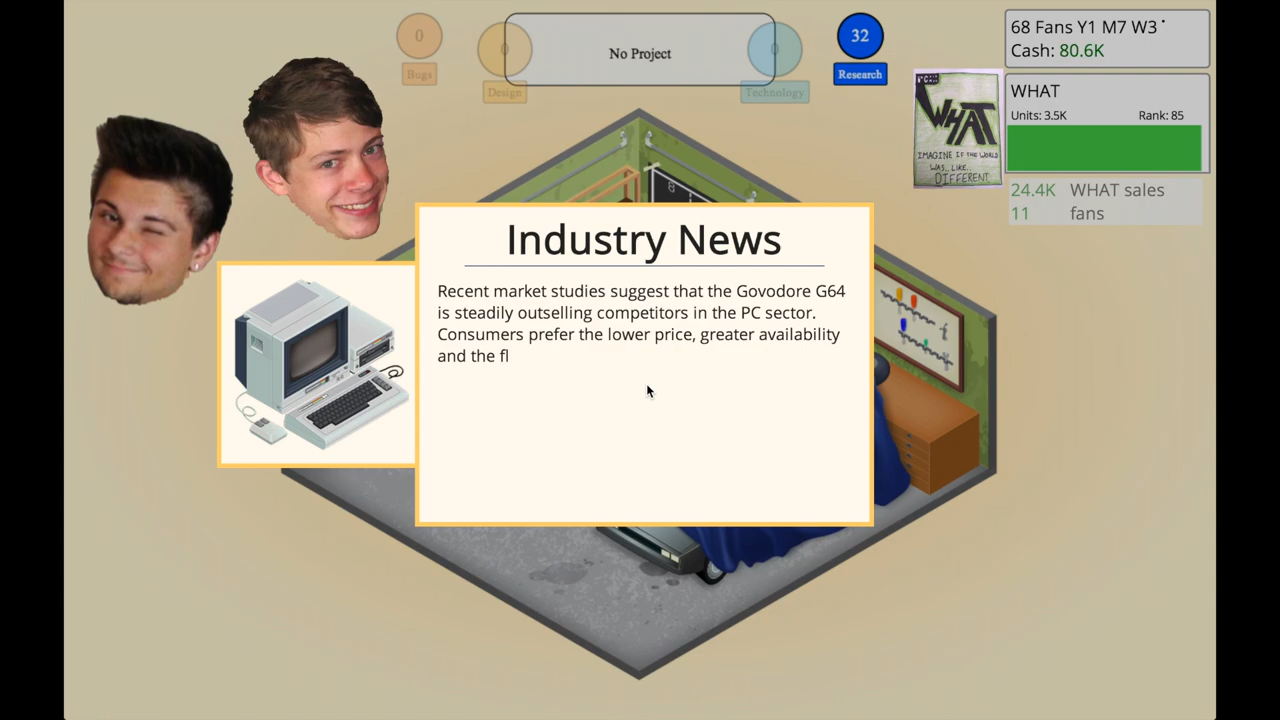 0
Bugs
0
Design
No Project
0
Technology
32
Research
68 Fans Y1 M7 W3
Cash: 80.6K
WHAT
IMAGINE IF THE WORLD
WAS.. LIKE..
DIFFERENT
WHAT
Units: 3.5K Rank: 85
24.4K WHAT sales
11 fans
Industry News
Recent market studies suggest that the Govodore G64
is steadily outselling competitors in the PC sector.
Consumers prefer the lower price, greater availability
and the fl